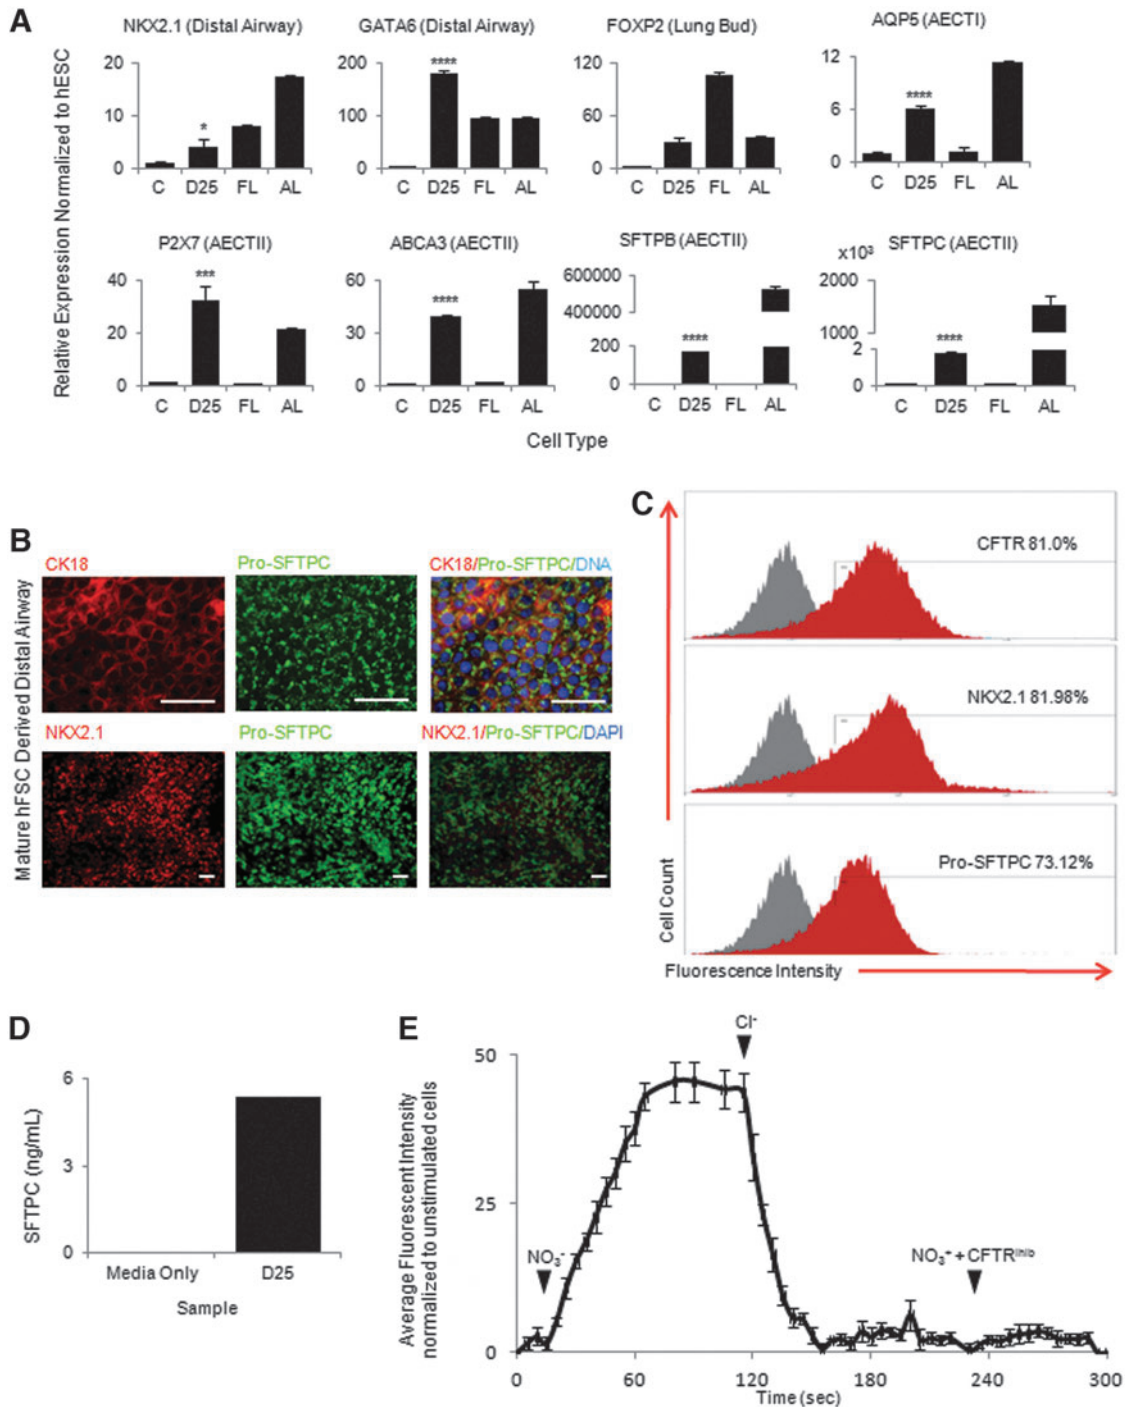 A
Relative Expression Normalized to hESC
NKX2.1 (Distal Airway)
20
10
0
*
C D25 FL AL
GATA6 (Distal Airway)
200
100
0
****
C D25 FL AL
FOXP2 (Lung Bud)
120
60
0
C D25 FL AL
AQP5 (AECTI)
12
6
0
****
C D25 FL AL
P2X7 (AECTII)
40
20
0
***
C D25 FL AL
ABCA3 (AECTII)
60
30
0
****
C D25 FL AL
SFTPB (AECTII)
600000
400000
200
0
****
C D25 FL AL
SFTPC (AECTII)
x10³
2000
1000
2
0
****
C D25 FL AL
Cell Type
B
Mature hESC Derived Distal Airway
CK18
Pro-SFTPC
CK18/Pro-SFTPC/DNA
NKX2.1
Pro-SFTPC
NKX2.1/Pro-SFTPC/DAPI
C
CFTR 81.0%
NKX2.1 81.98%
Pro-SFTPC 73.12%
Cell Count
Fluorescence Intensity
D
SFTPC (ng/mL)
6
3
0
Media Only D25
Sample
E
Average Fluorescent Intensity
normalized to unstimulated cells
50
25
0
NO₃⁻
Cl⁻
NO₃⁺ + CFTRⁱⁿʰⁱᵇ
0 60 120 180 240 300
Time (sec)